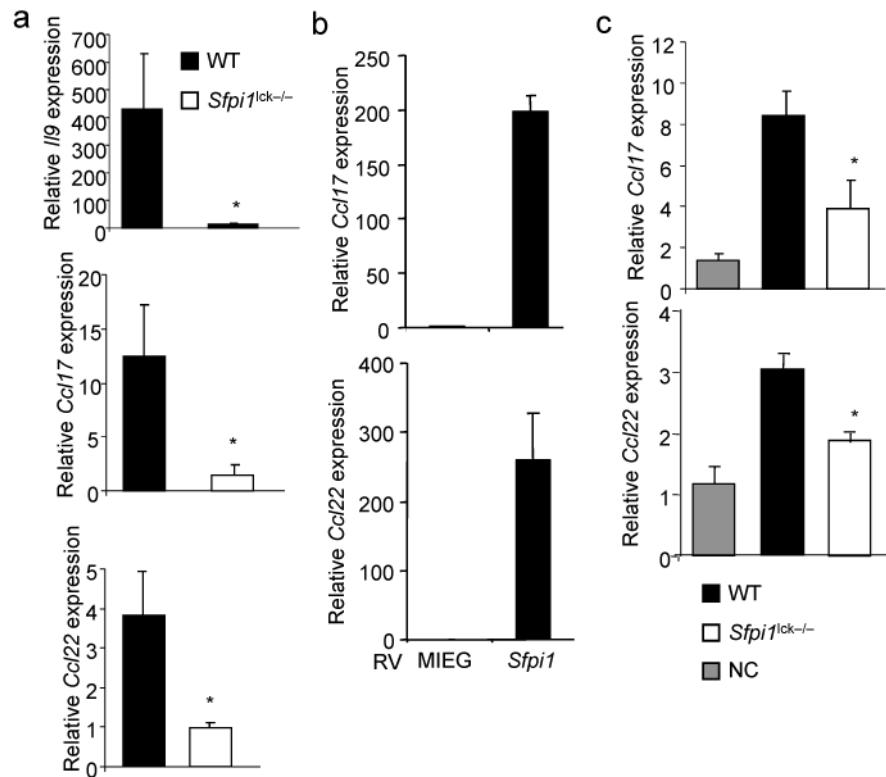 a
Relative Il9 expression
700
600
500
400
300
200
100
0
WT
Sfpi1lck–/–
*
Relative Ccl17 expression
20
15
10
5
0
*
Relative Ccl22 expression
5
4
3
2
1
0
*
b
Relative Ccl17 expression
250
200
150
100
50
0
Relative Ccl22 expression
400
300
200
100
0
RV MIEG Sfpi1
c
Relative Ccl17 expression
12
10
8
6
4
2
0
*
Relative Ccl22 expression
4
3
2
1
0
*
WT
Sfpi1lck–/–
NC